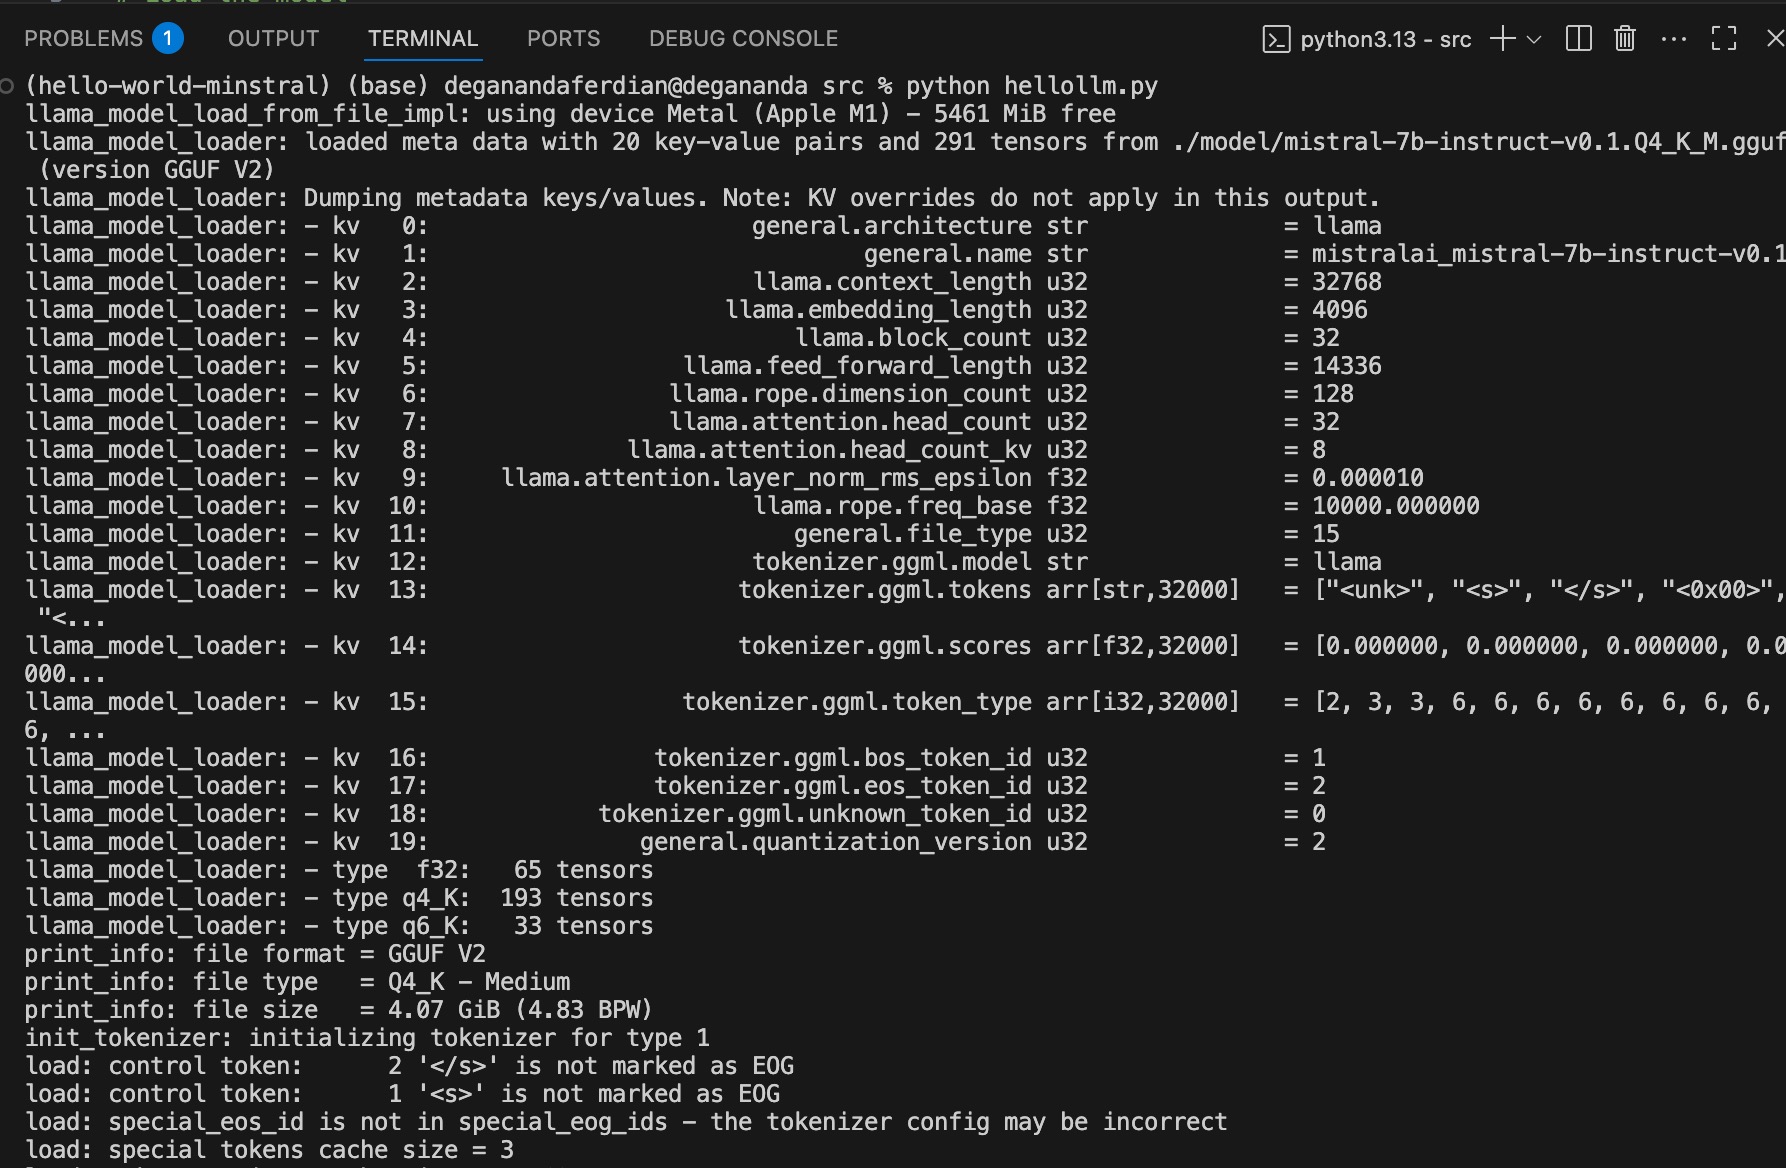 # Load the model
PROBLEMS 1 OUTPUT TERMINAL PORTS DEBUG CONSOLE python3.13 - src
(hello-world-minstral) (base) deganandaferdian@degananda src % python hellollm.py
llama_model_load_from_file_impl: using device Metal (Apple M1) - 5461 MiB free
llama_model_loader: loaded meta data with 20 key-value pairs and 291 tensors from ./model/mistral-7b-instruct-v0.1.Q4_K_M.gguf
(version GGUF V2)
llama_model_loader: Dumping metadata keys/values. Note: KV overrides do not apply in this output.
llama_model_loader: - kv 0: general.architecture str = llama
llama_model_loader: - kv 1: general.name str = mistralai_mistral-7b-instruct-v0.1
llama_model_loader: - kv 2: llama.context_length u32 = 32768
llama_model_loader: - kv 3: llama.embedding_length u32 = 4096
llama_model_loader: - kv 4: llama.block_count u32 = 32
llama_model_loader: - kv 5: llama.feed_forward_length u32 = 14336
llama_model_loader: - kv 6: llama.rope.dimension_count u32 = 128
llama_model_loader: - kv 7: llama.attention.head_count u32 = 32
llama_model_loader: - kv 8: llama.attention.head_count_kv u32 = 8
llama_model_loader: - kv 9: llama.attention.layer_norm_rms_epsilon f32 = 0.000010
llama_model_loader: - kv 10: llama.rope.freq_base f32 = 10000.000000
llama_model_loader: - kv 11: general.file_type u32 = 15
llama_model_loader: - kv 12: tokenizer.ggml.model str = llama
llama_model_loader: - kv 13: tokenizer.ggml.tokens arr[str,32000] = ["<unk>", "<s>", "</s>", "<0x00>",
"<...
llama_model_loader: - kv 14: tokenizer.ggml.scores arr[f32,32000] = [0.000000, 0.000000, 0.000000, 0.0
000...
llama_model_loader: - kv 15: tokenizer.ggml.token_type arr[i32,32000] = [2, 3, 3, 6, 6, 6, 6, 6, 6, 6, 6,
6, ...
llama_model_loader: - kv 16: tokenizer.ggml.bos_token_id u32 = 1
llama_model_loader: - kv 17: tokenizer.ggml.eos_token_id u32 = 2
llama_model_loader: - kv 18: tokenizer.ggml.unknown_token_id u32 = 0
llama_model_loader: - kv 19: general.quantization_version u32 = 2
llama_model_loader: - type f32: 65 tensors
llama_model_loader: - type q4_K: 193 tensors
llama_model_loader: - type q6_K: 33 tensors
print_info: file format = GGUF V2
print_info: file type = Q4_K - Medium
print_info: file size = 4.07 GiB (4.83 BPW)
init_tokenizer: initializing tokenizer for type 1
load: control token: 2 '</s>' is not marked as EOG
load: control token: 1 '<s>' is not marked as EOG
load: special_eos_id is not in special_eog_ids - the tokenizer config may be incorrect
load: special tokens cache size = 3